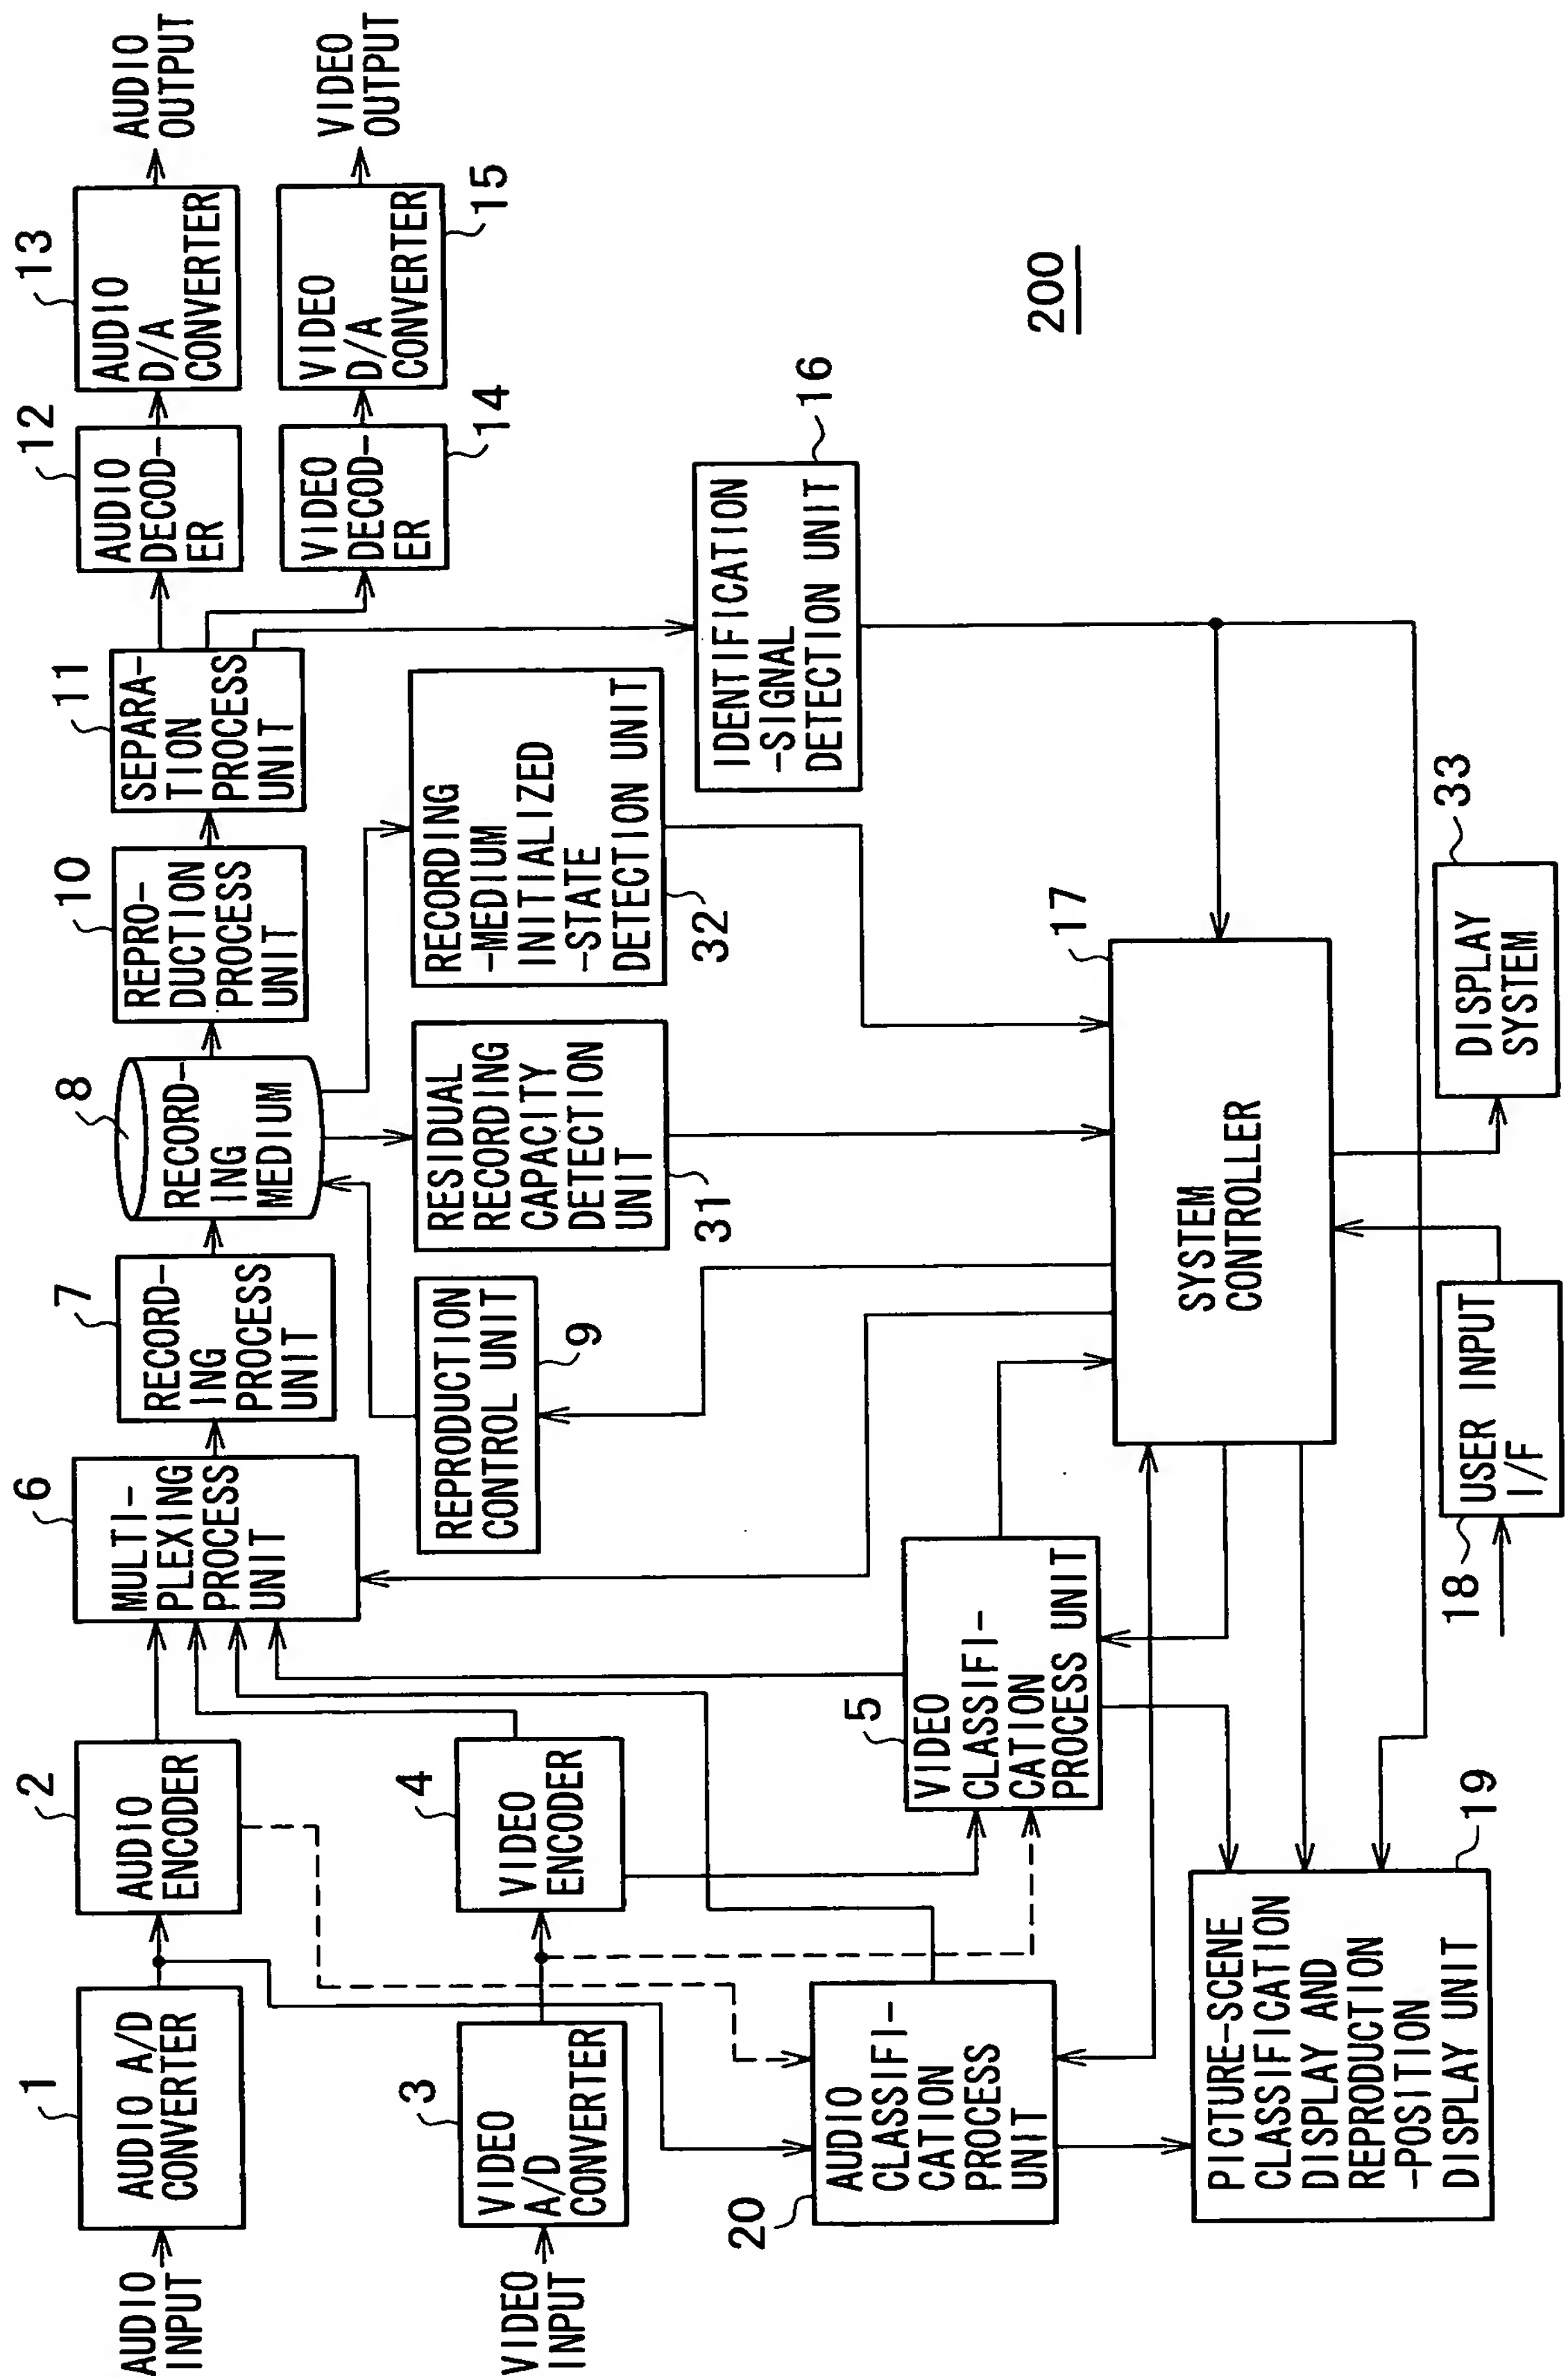 AUDIO
INPUT
1
AUDIO A/D
CONVERTER
2
AUDIO
ENCODER
6
MULTI-
PLEXING
PROCESS
UNIT
7
RECORD-
ING
PROCESS
UNIT
8
RECORD-
ING
MEDIUM
10
REPRO-
DUCTION
PROCESS
UNIT
11
SEPARA-
TION
PROCESS
UNIT
12
AUDIO
DECOD-
ER
13
AUDIO
D/A
CONVERTER
AUDIO
OUTPUT
VIDEO
DECOD-
ER
14
VIDEO
D/A
CONVERTER
15
VIDEO
OUTPUT
VIDEO
INPUT
3
VIDEO
A/D
CONVERTER
4
VIDEO
ENCODER
REPRODUCTION
CONTROL UNIT
9
RESIDUAL
RECORDING
CAPACITY
DETECTION
UNIT
31
RECORDING
-MEDIUM
INITIALIZED
-STATE
DETECTION UNIT
32
IDENTIFICATION
-SIGNAL
DETECTION UNIT
16
200
20
AUDIO
CLASSIFI-
CATION
PROCESS
UNIT
5
VIDEO
CLASSIFI-
CATION
PROCESS UNIT
17
SYSTEM
CONTROLLER
PICTURE-SCENE
CLASSIFICATION
DISPLAY AND
REPRODUCTION
-POSITION
DISPLAY UNIT
19
18
USER INPUT
I/F
33
DISPLAY
SYSTEM